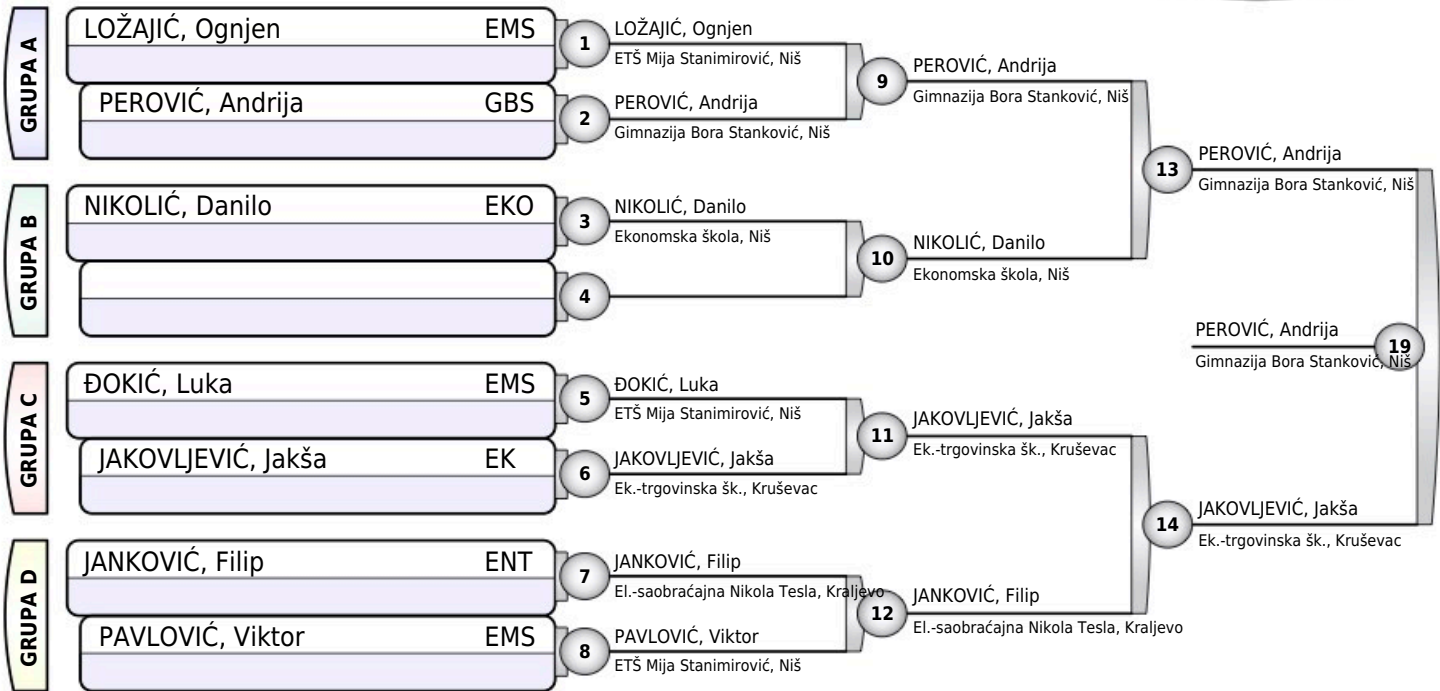 GRUPA A
LOŽAJIĆ, Ognjen EMS
PEROVIĆ, Andrija GBS
1
LOŽAJIĆ, Ognjen
ETŠ Mija Stanimirović, Niš
2
PEROVIĆ, Andrija
Gimnazija Bora Stanković, Niš
9
PEROVIĆ, Andrija
Gimnazija Bora Stanković, Niš
GRUPA B
NIKOLIĆ, Danilo EKO
3
NIKOLIĆ, Danilo
Ekonomska škola, Niš
4
10
NIKOLIĆ, Danilo
Ekonomska škola, Niš
13
PEROVIĆ, Andrija
Gimnazija Bora Stanković, Niš
GRUPA C
ĐOKIĆ, Luka EMS
JAKOVLJEVIĆ, Jakša EK
5
ĐOKIĆ, Luka
ETŠ Mija Stanimirović, Niš
6
JAKOVLJEVIĆ, Jakša
Ek.-trgovinska šk., Kruševac
11
JAKOVLJEVIĆ, Jakša
Ek.-trgovinska šk., Kruševac
GRUPA D
JANKOVIĆ, Filip ENT
PAVLOVIĆ, Viktor EMS
7
JANKOVIĆ, Filip
El.-saobraćajna Nikola Tesla, Kraljevo
8
PAVLOVIĆ, Viktor
ETŠ Mija Stanimirović, Niš
12
JANKOVIĆ, Filip
El.-saobraćajna Nikola Tesla, Kraljevo
14
JAKOVLJEVIĆ, Jakša
Ek.-trgovinska šk., Kruševac
19
PEROVIĆ, Andrija
Gimnazija Bora Stanković, Niš